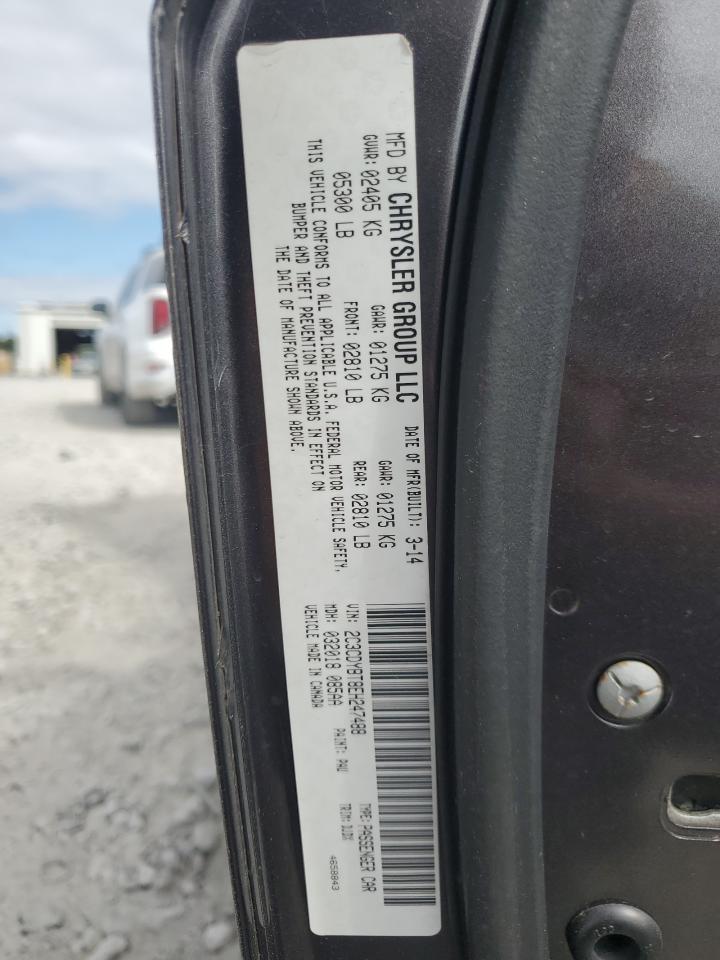 MFD BY CHRYSLER GROUP LLC DATE OF MFR(BUILT): 3-14
GVWR: 02405 KG GAWR: 01275 KG GAWR: 01275 KG
05300 LB FRONT: 02810 LB REAR: 02810 LB
THIS VEHICLE CONFORMS TO ALL APPLICABLE U.S.A. FEDERAL MOTOR VEHICLE SAFETY,
BUMPER AND THEFT PREVENTION STANDARDS IN EFFECT ON
THE DATE OF MANUFACTURE SHOWN ABOVE.
VIN: 2C3CDYBT8EH247488 TYPE: PASSENGER CAR
MDH: 032018 085AA PAINT: PAU TRIM: DJDX
VEHICLE MADE IN CANADA 4658843